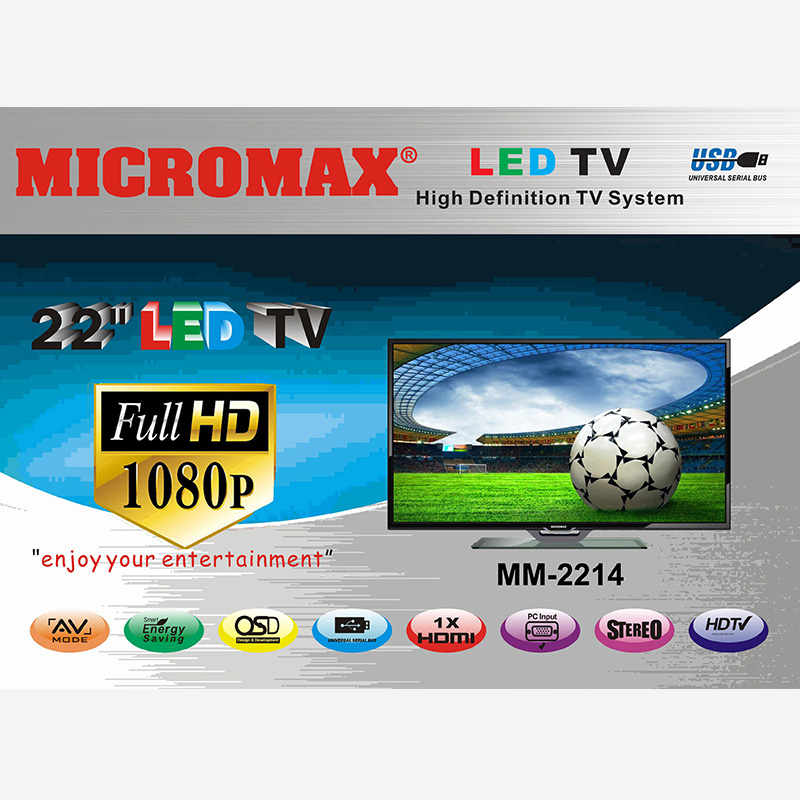 MICROMAX®
LED TV
High Definition TV System
USB
UNIVERSAL SERIAL BUS
22" LED TV
Full HD
1080P
"enjoy your entertainment"
MICROMAX
MM-2214
AV
MODE
Smart
Energy
Saving
OSD
Design & Development
UNIVERSAL SERIAL BUS
1X
HDMI
PC Input
STEREO
HDTV